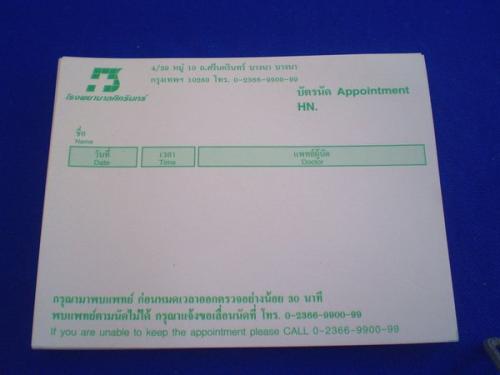 4/29 หมู่ 10 ถ.ศรีนครินทร์ บางนา บางนา
กรุงเทพฯ 10260 โทร. 0-2366-9900-99
โรงพยาบาลศิครินทร์
บัตรนัด Appointment
HN.
ชื่อ
Name
วันที่ เวลา แพทย์ผู้นัด
Date Time Doctor
กรุณามาพบแพทย์ ก่อนหมดเวลาออกตรวจอย่างน้อย 30 นาที
พบแพทย์ตามนัดไม่ได้ กรุณาแจ้งขอเลื่อนนัดที่ โทร. 0-2366-9900-99
If you are unable to keep the appointment please CALL 0-2366-9900-99